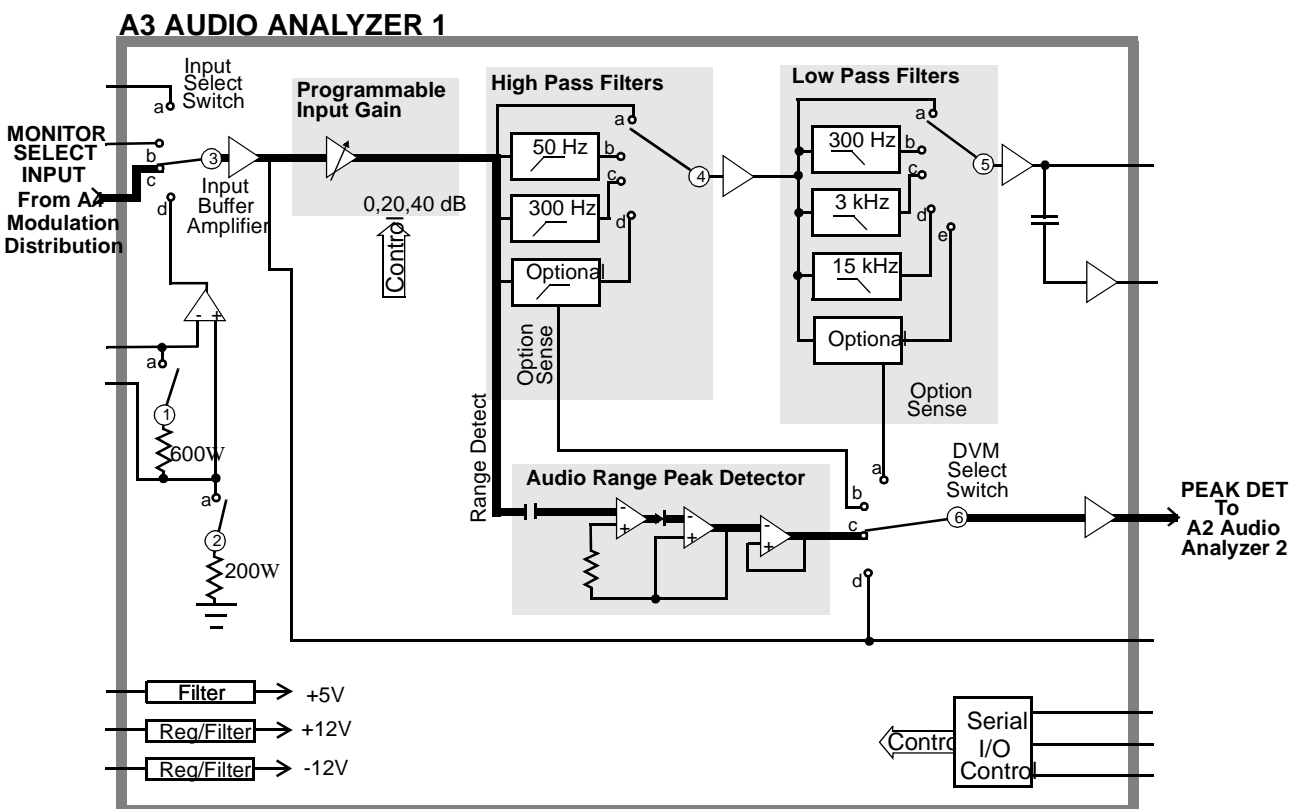 A3 AUDIO ANALYZER 1
Input
Select
Switch
a
b
c
d
MONITOR
SELECT
INPUT
From A4
Modulation
Distribution
3
Input
Buffer
Amplifier
Programmable
Input Gain
0,20,40 dB
Control
High Pass Filters
50 Hz
300 Hz
Optional
a
b
c
d
4
Option
Sense
Low Pass Filters
300 Hz
3 kHz
15 kHz
Optional
a
b
c
d
e
5
Option
Sense
a
1
600W
a
2
200W
Range Detect
Audio Range Peak Detector
-
+
-
+
-
+
- +
DVM
Select
Switch
a
b
c
d
6
PEAK DET
To
A2 Audio
Analyzer 2
Filter
+5V
Reg/Filter
+12V
Reg/Filter
-12V
Serial
I/O
Control
Contro